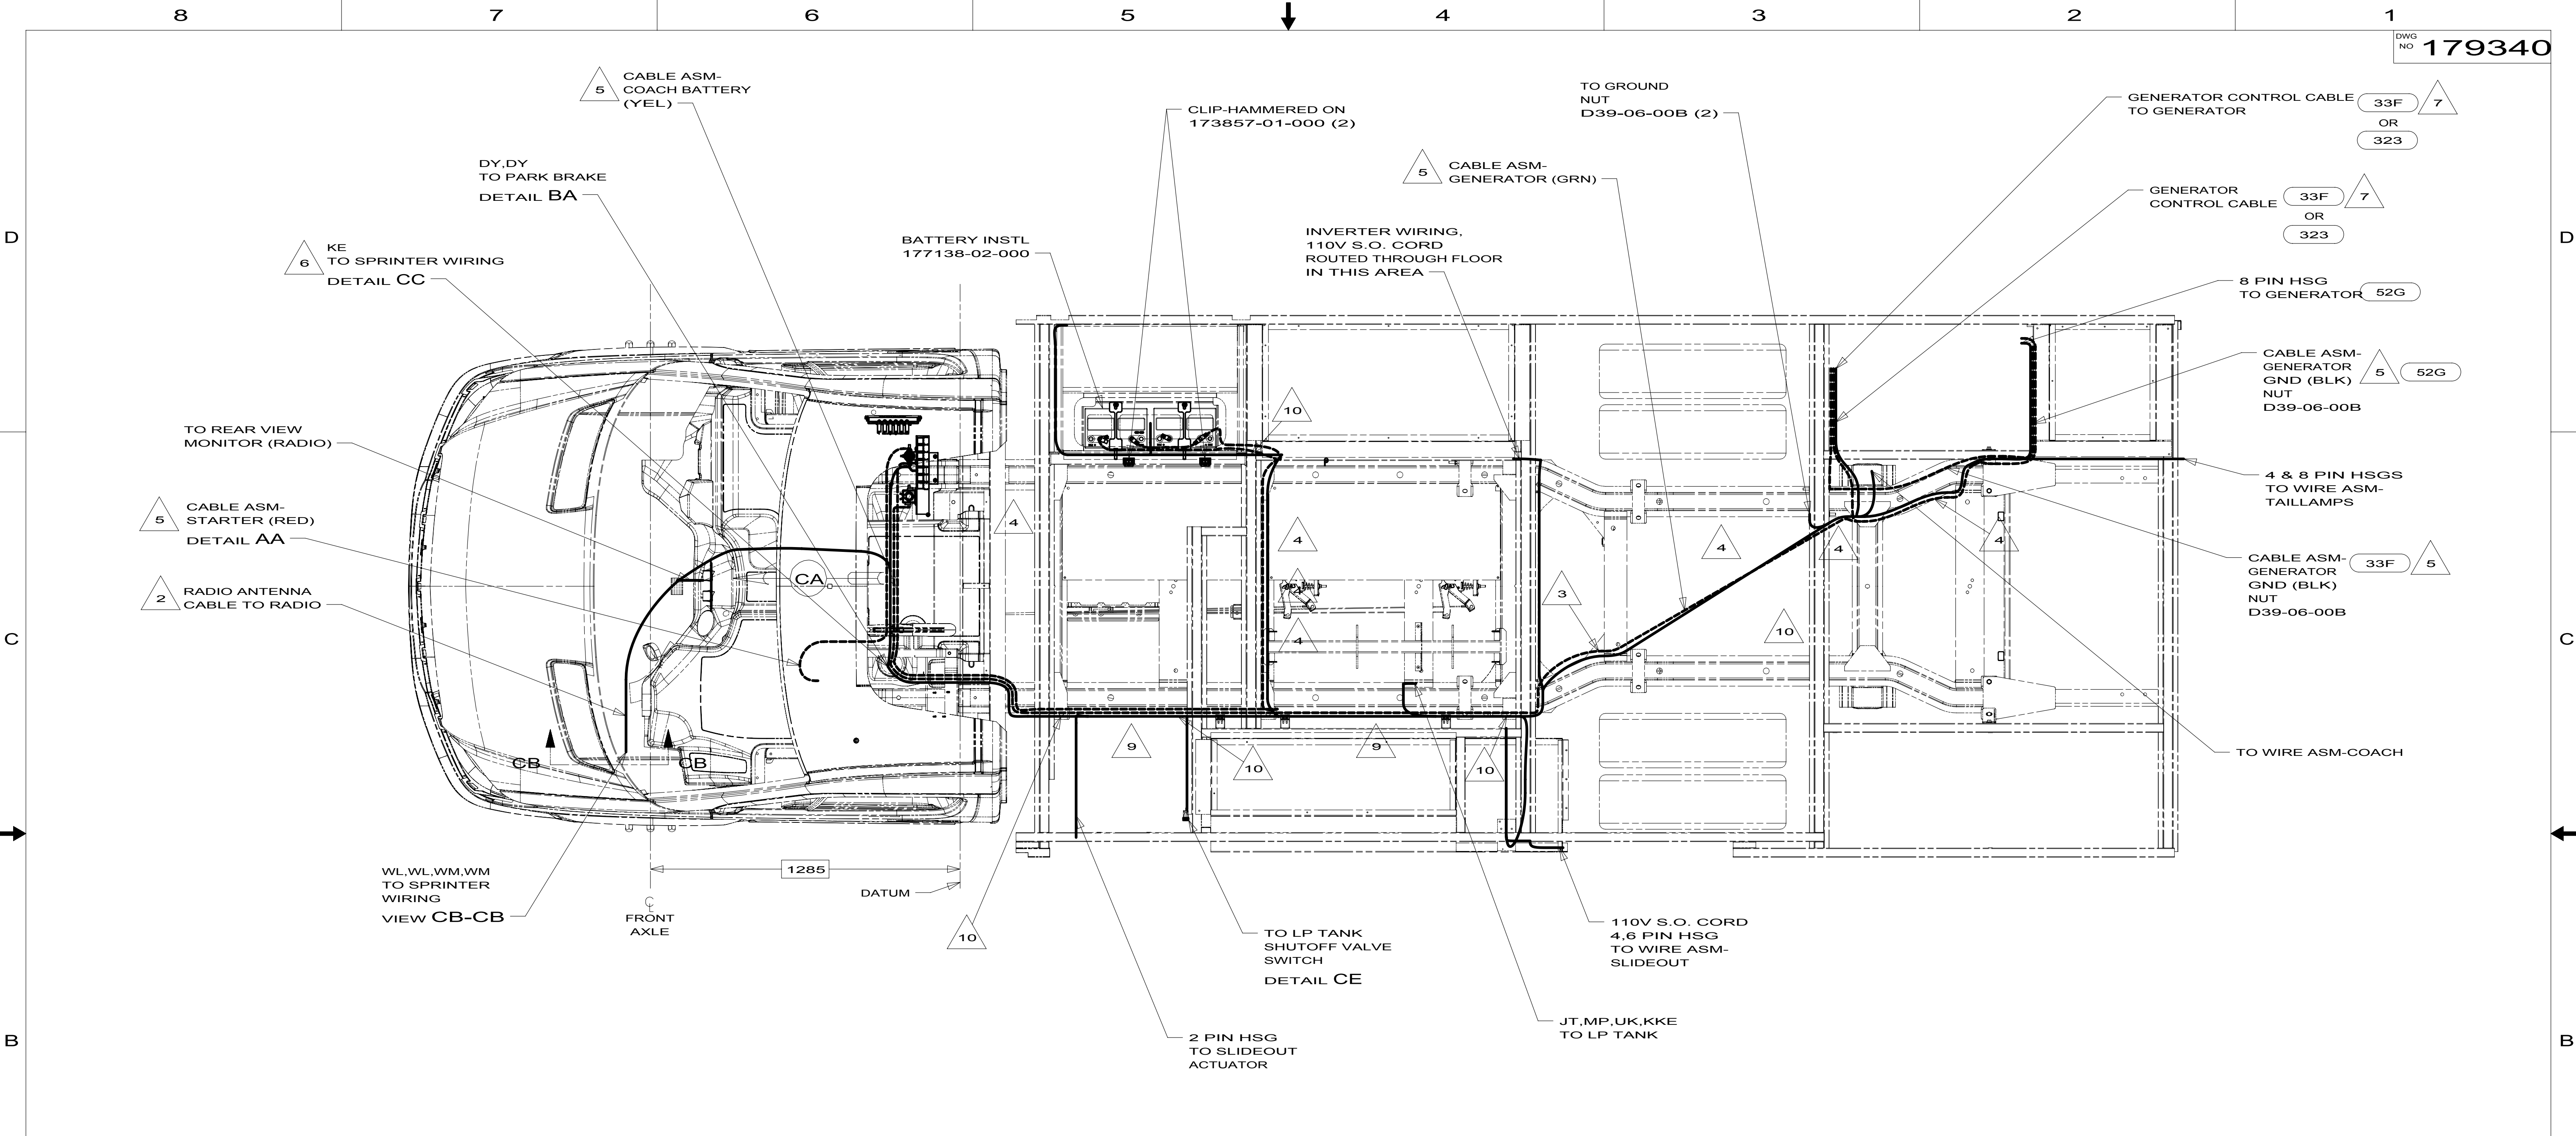 8 7 6 5 4 3 2 1
DWG
NO 179340
D
D
C
C
B
B
5
CABLE ASM-
COACH BATTERY
(YEL)
DY,DY
TO PARK BRAKE
DETAIL BA
6
KE
TO SPRINTER WIRING
DETAIL CC
TO REAR VIEW
MONITOR (RADIO)
5
CABLE ASM-
STARTER (RED)
DETAIL AA
2
RADIO ANTENNA
CABLE TO RADIO
WL,WL,WM,WM
TO SPRINTER
WIRING
VIEW CB-CB
CB
CB
CA
1285
DATUM
CL
FRONT
AXLE
BATTERY INSTL
177138-02-000
CLIP-HAMMERED ON
173857-01-000 (2)
INVERTER WIRING,
110V S.O. CORD
ROUTED THROUGH FLOOR
IN THIS AREA
5
CABLE ASM-
GENERATOR (GRN)
TO GROUND
NUT
D39-06-00B (2)
GENERATOR CONTROL CABLE
TO GENERATOR
33F
7
OR
323
GENERATOR
CONTROL CABLE
33F
7
OR
323
8 PIN HSG
TO GENERATOR
52G
CABLE ASM-
GENERATOR
GND (BLK)
NUT
D39-06-00B
5
52G
4 & 8 PIN HSGS
TO WIRE ASM-
TAILLAMPS
CABLE ASM-
GENERATOR
GND (BLK)
NUT
D39-06-00B
33F
5
TO WIRE ASM-COACH
10
4
4
4
4
3
4
4
4
10
9
10
9
10
10
TO LP TANK
SHUTOFF VALVE
SWITCH
DETAIL CE
2 PIN HSG
TO SLIDEOUT
ACTUATOR
110V S.O. CORD
4,6 PIN HSG
TO WIRE ASM-
SLIDEOUT
JT,MP,UK,KKE
TO LP TANK